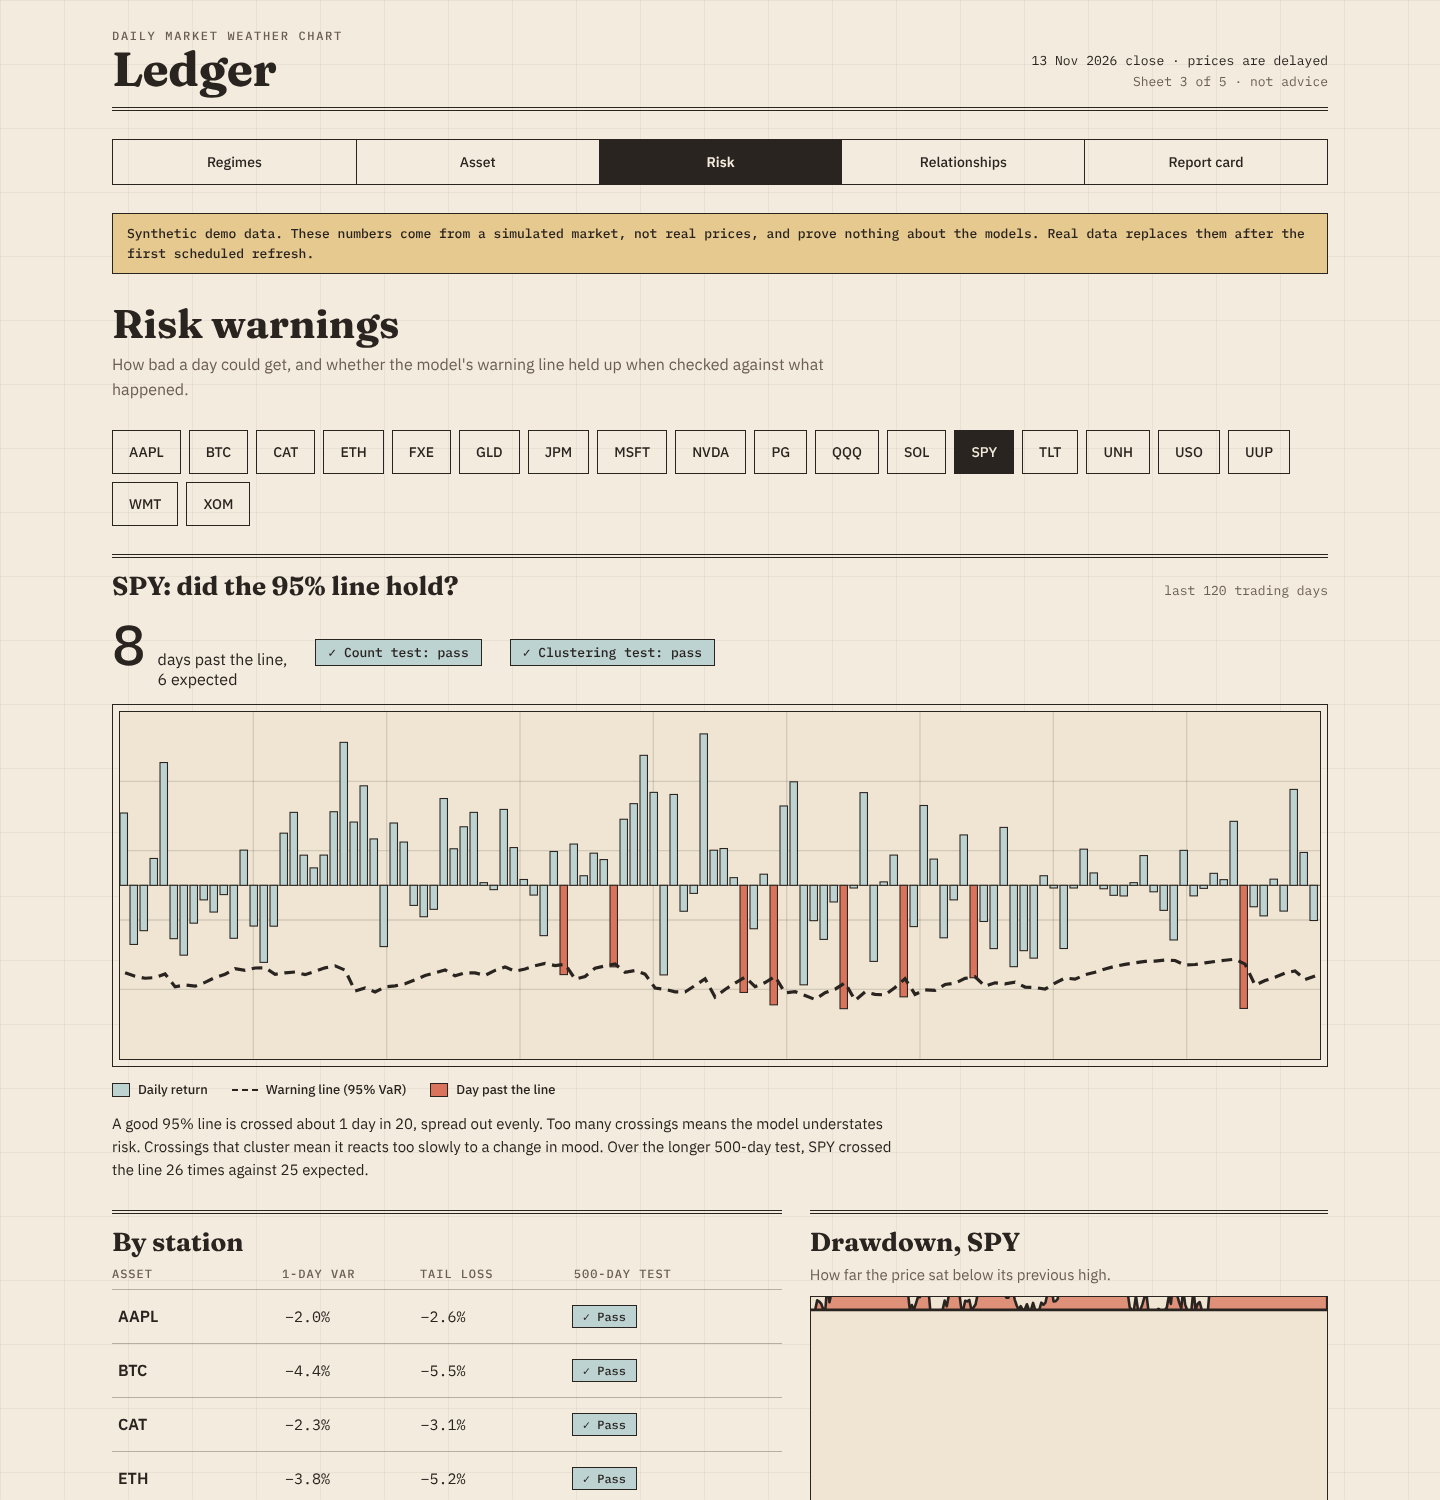 DAILY MARKET WEATHER CHART
Ledger
13 Nov 2026 close · prices are delayed
Sheet 3 of 5 · not advice
Regimes
Asset
Risk
Relationships
Report card
Synthetic demo data. These numbers come from a simulated market, not real prices, and prove nothing about the models. Real data replaces them after the
first scheduled refresh.
Risk warnings
How bad a day could get, and whether the model's warning line held up when checked against what
happened.
AAPL BTC CAT ETH FXE GLD JPM MSFT NVDA PG QQQ SOL SPY TLT UNH USO UUP
WMT XOM
SPY: did the 95% line hold?
last 120 trading days
8 days past the line,
6 expected
✓ Count test: pass
✓ Clustering test: pass
Daily return
Warning line (95% VaR)
Day past the line
A good 95% line is crossed about 1 day in 20, spread out evenly. Too many crossings means the model understates
risk. Crossings that cluster mean it reacts too slowly to a change in mood. Over the longer 500-day test, SPY crossed
the line 26 times against 25 expected.
By station
ASSET 1-DAY VAR TAIL LOSS 500-DAY TEST
AAPL −2.0% −2.6% ✓ Pass
BTC −4.4% −5.5% ✓ Pass
CAT −2.3% −3.1% ✓ Pass
ETH −3.8% −5.2% ✓ Pass
Drawdown, SPY
How far the price sat below its previous high.